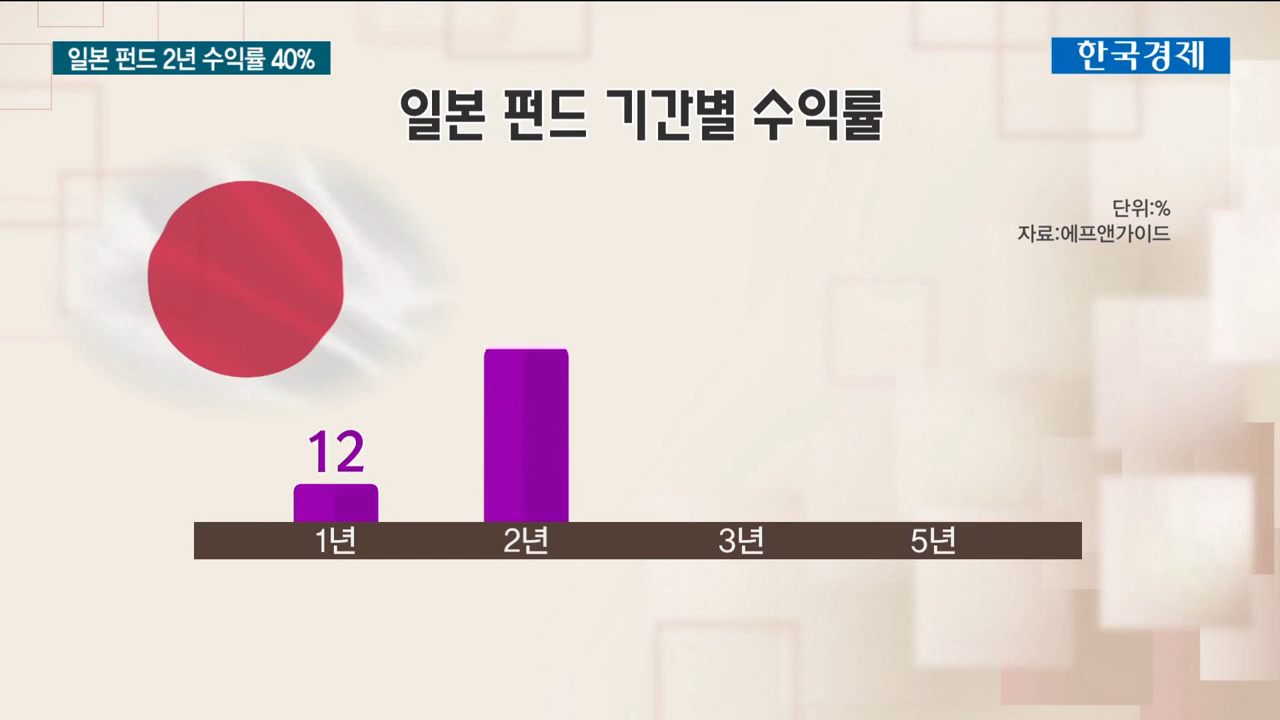 일본 펀드 2년 수익률 40%
한국경제
일본 펀드 기간별 수익률
단위:%
자료:에프앤가이드
12
1년 2년 3년 5년